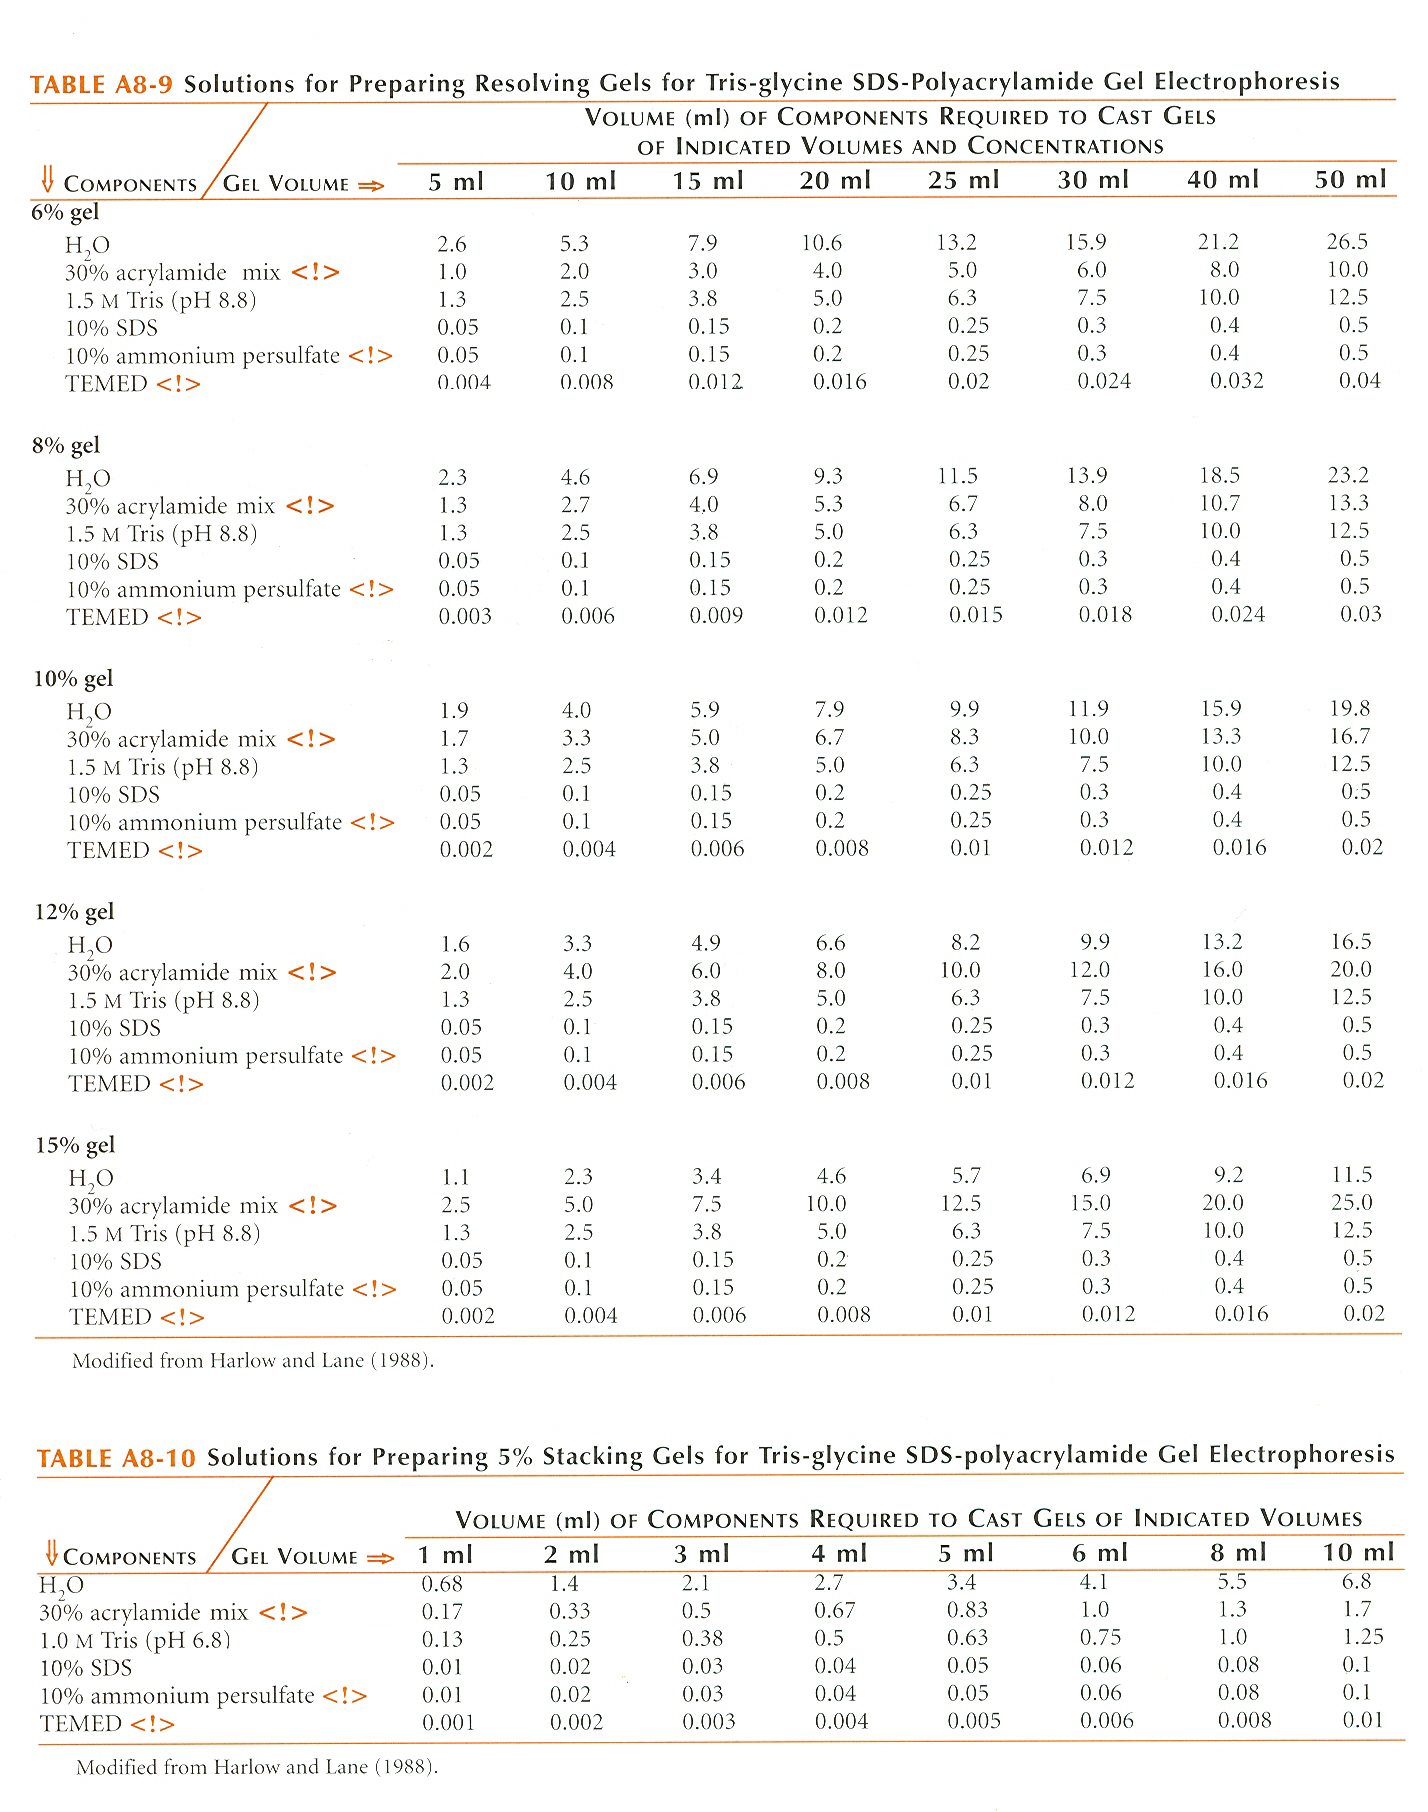 TABLE A8-9 Solutions for Preparing Resolving Gels for Tris-glycine SDS-Polyacrylamide Gel Electrophoresis
VOLUME (ml) OF COMPONENTS REQUIRED TO CAST GELS
OF INDICATED VOLUMES AND CONCENTRATIONS
⇓ COMPONENTS / GEL VOLUME ⇒ 5 ml 10 ml 15 ml 20 ml 25 ml 30 ml 40 ml 50 ml
6% gel
H₂O 2.6 5.3 7.9 10.6 13.2 15.9 21.2 26.5
30% acrylamide mix <!> 1.0 2.0 3.0 4.0 5.0 6.0 8.0 10.0
1.5 M Tris (pH 8.8) 1.3 2.5 3.8 5.0 6.3 7.5 10.0 12.5
10% SDS 0.05 0.1 0.15 0.2 0.25 0.3 0.4 0.5
10% ammonium persulfate <!> 0.05 0.1 0.15 0.2 0.25 0.3 0.4 0.5
TEMED <!> 0.004 0.008 0.012 0.016 0.02 0.024 0.032 0.04
8% gel
H₂O 2.3 4.6 6.9 9.3 11.5 13.9 18.5 23.2
30% acrylamide mix <!> 1.3 2.7 4.0 5.3 6.7 8.0 10.7 13.3
1.5 M Tris (pH 8.8) 1.3 2.5 3.8 5.0 6.3 7.5 10.0 12.5
10% SDS 0.05 0.1 0.15 0.2 0.25 0.3 0.4 0.5
10% ammonium persulfate <!> 0.05 0.1 0.15 0.2 0.25 0.3 0.4 0.5
TEMED <!> 0.003 0.006 0.009 0.012 0.015 0.018 0.024 0.03
10% gel
H₂O 1.9 4.0 5.9 7.9 9.9 11.9 15.9 19.8
30% acrylamide mix <!> 1.7 3.3 5.0 6.7 8.3 10.0 13.3 16.7
1.5 M Tris (pH 8.8) 1.3 2.5 3.8 5.0 6.3 7.5 10.0 12.5
10% SDS 0.05 0.1 0.15 0.2 0.25 0.3 0.4 0.5
10% ammonium persulfate <!> 0.05 0.1 0.15 0.2 0.25 0.3 0.4 0.5
TEMED <!> 0.002 0.004 0.006 0.008 0.01 0.012 0.016 0.02
12% gel
H₂O 1.6 3.3 4.9 6.6 8.2 9.9 13.2 16.5
30% acrylamide mix <!> 2.0 4.0 6.0 8.0 10.0 12.0 16.0 20.0
1.5 M Tris (pH 8.8) 1.3 2.5 3.8 5.0 6.3 7.5 10.0 12.5
10% SDS 0.05 0.1 0.15 0.2 0.25 0.3 0.4 0.5
10% ammonium persulfate <!> 0.05 0.1 0.15 0.2 0.25 0.3 0.4 0.5
TEMED <!> 0.002 0.004 0.006 0.008 0.01 0.012 0.016 0.02
15% gel
H₂O 1.1 2.3 3.4 4.6 5.7 6.9 9.2 11.5
30% acrylamide mix <!> 2.5 5.0 7.5 10.0 12.5 15.0 20.0 25.0
1.5 M Tris (pH 8.8) 1.3 2.5 3.8 5.0 6.3 7.5 10.0 12.5
10% SDS 0.05 0.1 0.15 0.2 0.25 0.3 0.4 0.5
10% ammonium persulfate <!> 0.05 0.1 0.15 0.2 0.25 0.3 0.4 0.5
TEMED <!> 0.002 0.004 0.006 0.008 0.01 0.012 0.016 0.02
Modified from Harlow and Lane (1988).
TABLE A8-10 Solutions for Preparing 5% Stacking Gels for Tris-glycine SDS-polyacrylamide Gel Electrophoresis
VOLUME (ml) OF COMPONENTS REQUIRED TO CAST GELS OF INDICATED VOLUMES
⇓ COMPONENTS / GEL VOLUME ⇒ 1 ml 2 ml 3 ml 4 ml 5 ml 6 ml 8 ml 10 ml
H₂O 0.68 1.4 2.1 2.7 3.4 4.1 5.5 6.8
30% acrylamide mix <!> 0.17 0.33 0.5 0.67 0.83 1.0 1.3 1.7
1.0 M Tris (pH 6.8) 0.13 0.25 0.38 0.5 0.63 0.75 1.0 1.25
10% SDS 0.01 0.02 0.03 0.04 0.05 0.06 0.08 0.1
10% ammonium persulfate <!> 0.01 0.02 0.03 0.04 0.05 0.06 0.08 0.1
TEMED <!> 0.001 0.002 0.003 0.004 0.005 0.006 0.008 0.01
Modified from Harlow and Lane (1988).